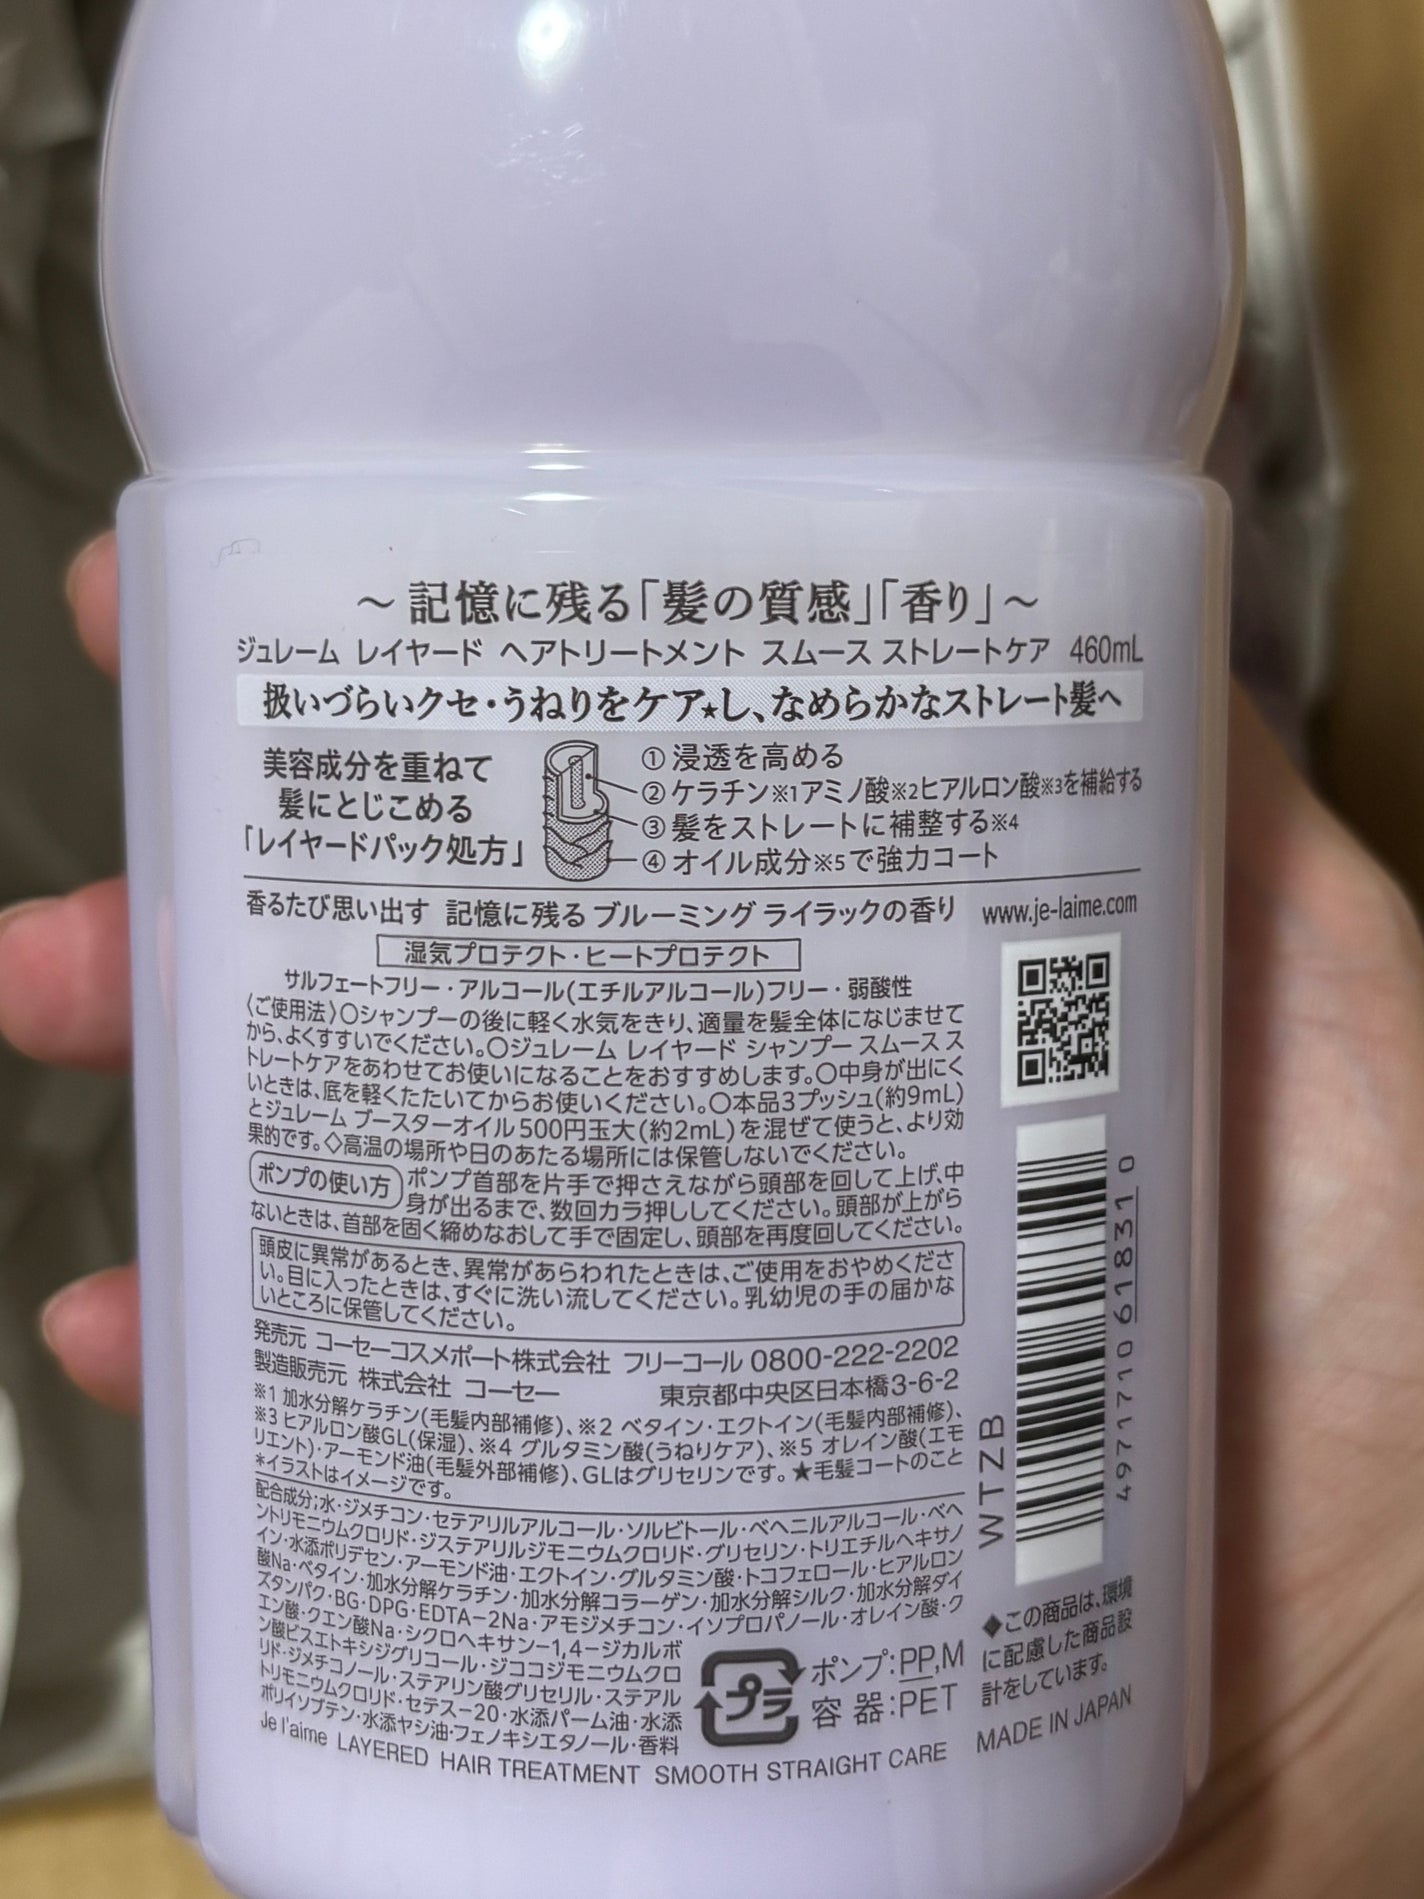 ～記憶に残る「髪の質感」「香り」～
ジュレーム レイヤード ヘアトリートメント スムース ストレートケア 460mL
扱いづらいクセ・うねりをケア★し、なめらかなストレート髪へ
美容成分を重ねて
髪にとじこめる
「レイヤードパック処方」
①浸透を高める
②ケラチン※1アミノ酸※2ヒアルロン酸※3を補給する
③髪をストレートに補整する※4
④オイル成分※5で強力コート
香るたび思い出す 記憶に残る ブルーミング ライラックの香り
www.je-laime.com
湿気プロテクト・ヒートプロテクト
サルフェートフリー・アルコール(エチルアルコール)フリー・弱酸性
〈ご使用法〉〇シャンプーの後に軽く水気をきり、適量を髪全体になじませて
から、よくすすいでください。〇ジュレーム レイヤード シャンプー スムース ス
トレートケアをあわせてお使いになることをおすすめします。〇中身が出にく
いときは、底を軽くたたいてからお使いください。〇本品3プッシュ(約9mL)
とジュレーム ブースターオイル500円玉大(約2mL)を混ぜて使うと、より効
果的です。◇高温の場所や日のあたる場所には保管しないでください。
ポンプの使い方 ポンプ首部を片手で押さえながら頭部を回して上げ、中
身が出るまで、数回カラ押ししてください。頭部が上がら
ないときは、首部を固く締めなおして手で固定し、頭部を再度回してください。
頭皮に異常があるとき、異常があらわれたときは、ご使用をおやめくださ
い。目に入ったときは、すぐに洗い流してください。乳幼児の手の届かな
いところに保管してください。
発売元 コーセーコスメポート株式会社 フリーコール 0800-222-2202
製造販売元 株式会社 コーセー 東京都中央区日本橋3-6-2
※1 加水分解ケラチン(毛髪内部補修)、※2 ベタイン・エクトイン(毛髪内部補修)、
※3 ヒアルロン酸GL(保湿)、※4 グルタミン酸(うねりケア)、※5 オレイン酸(エモ
リエント)・アーモンド油(毛髪外部補修)、GLはグリセリンです。★毛髪コートのこと
*イラストはイメージです。
配合成分;水・ジメチコン・セテアリルアルコール・ソルビトール・ベヘニルアルコール・ベヘ
ントリモニウムクロリド・ジステアリルジモニウムクロリド・グリセリン・トリエチルヘキサノ
イン・水添ポリデセン・アーモンド油・エクトイン・グルタミン酸・トコフェロール・ヒアルロン
酸Na・ベタイン・加水分解ケラチン・加水分解コラーゲン・加水分解シルク・加水分解ダイ
ズタンパク・BG・DPG・EDTA-2Na・アモジメチコン・イソプロパノール・オレイン酸・ク
エン酸・クエン酸Na・シクロヘキサン-1,4-ジカルボ
ン酸ビスエトキシジグリコール・ジココジモニウムクロ
リド・ジメチコノール・ステアリン酸グリセリル・ステアル
トリモニウムクロリド・セテス-20・水添パーム油・水添
ポリイソブテン・水添ヤシ油・フェノキシエタノール・香料
プラ
ポンプ:PP,M
容 器:PET
Je l'aime LAYERED HAIR TREATMENT SMOOTH STRAIGHT CARE
4971710618310
WTZB
◆この商品は、環境
に配慮した商品設
計をしています。
MADE IN JAPAN